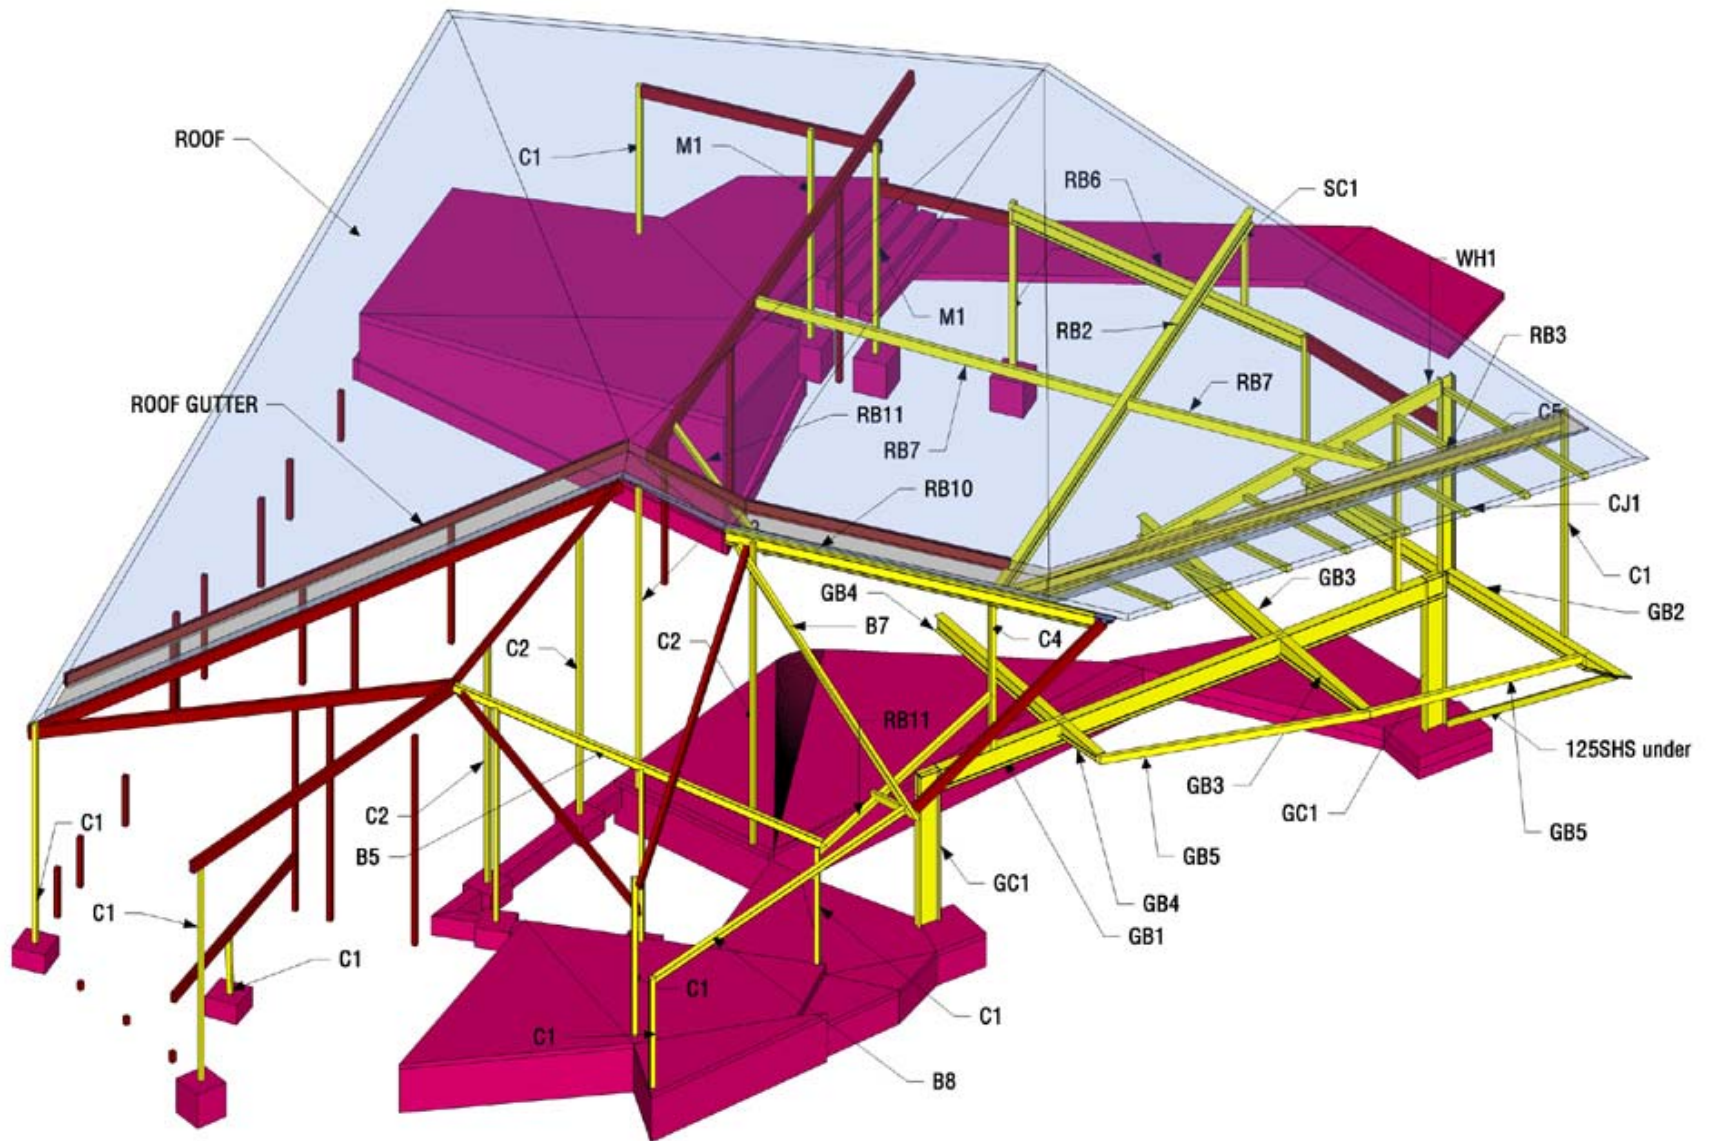 ROOF
C1
M1
RB6
SC1
WH1
M1
RB2
RB3
ROOF GUTTER
RB11
RB7
RB7
C5
RB10
CJ1
GB4
B7
GB3
C1
C2
C2
C4
GB2
RB11
125SHS under
C2
C1
B5
GB5
GB3
GC1
GB5
GC1
GB4
C1
GB1
C1
C1
C1
C1
B8